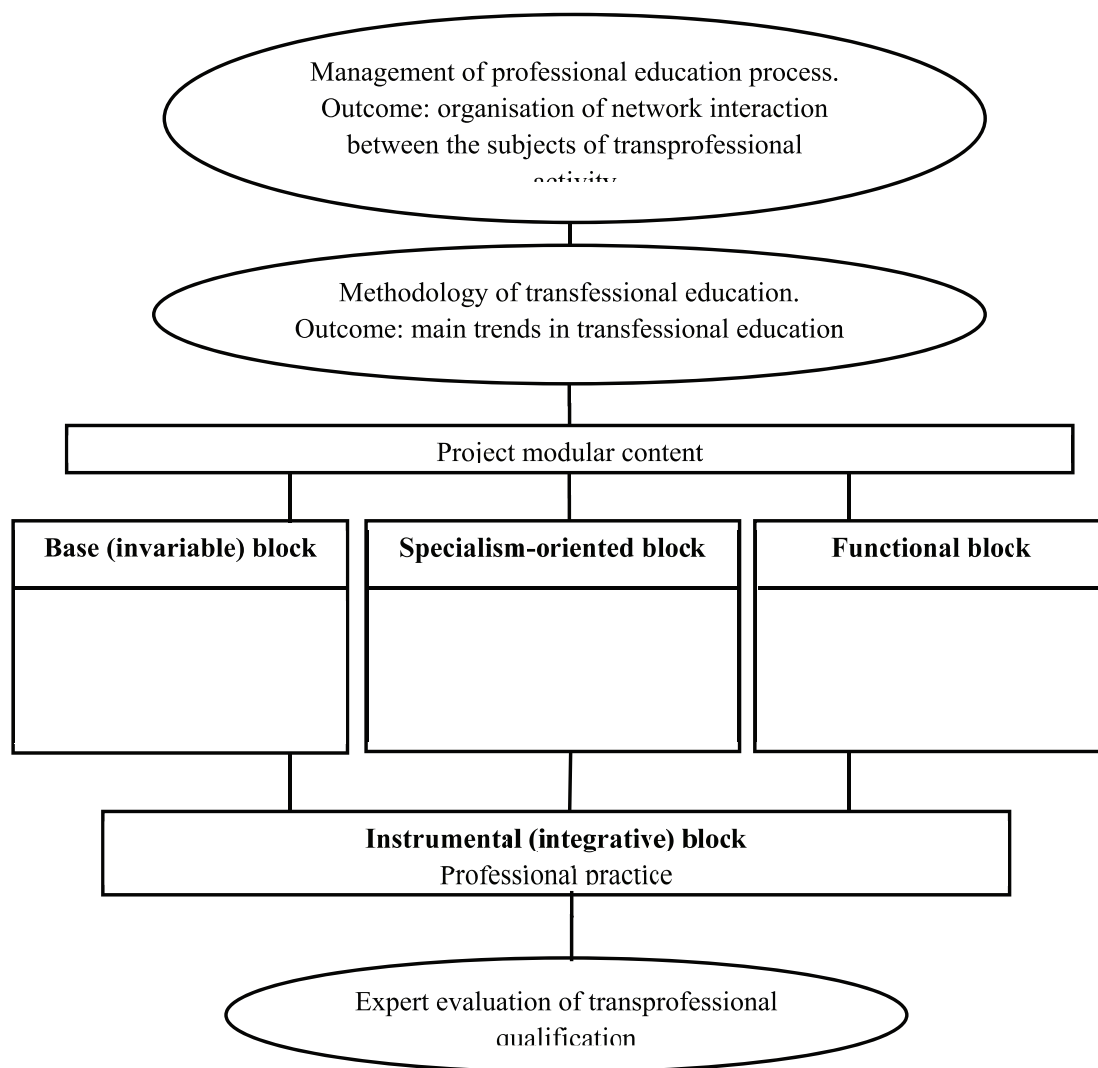 Management of professional education process.
Outcome: organisation of network interaction
between the subjects of transprofessional
activity
Methodology of transfessional education.
Outcome: main trends in transfessional education
Project modular content
Base (invariable) block
Specialism-oriented block
Functional block
Instrumental (integrative) block
Professional practice
Expert evaluation of transprofessional
qualification